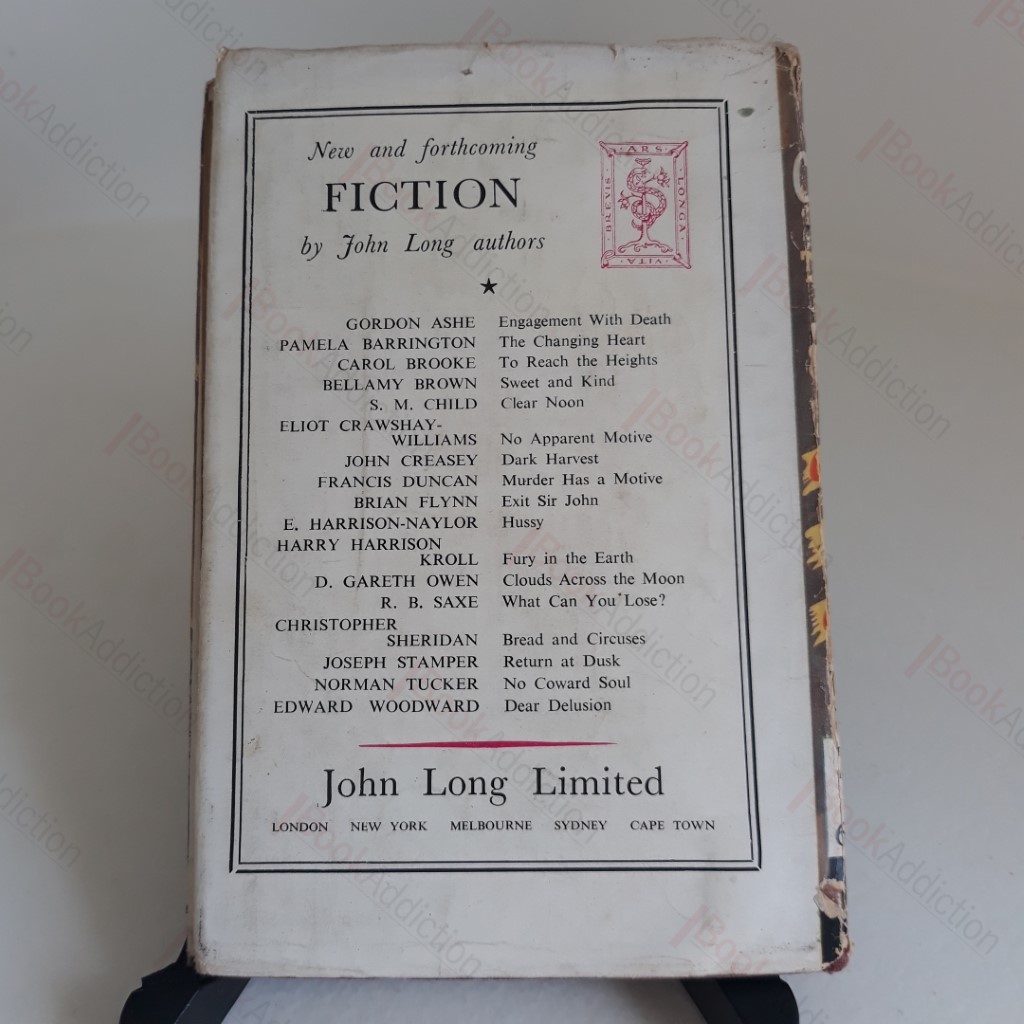 New and forthcoming
FICTION
by John Long authors
ARS
LONGA
VITA
BREVIS
GORDON ASHE Engagement With Death
PAMELA BARRINGTON The Changing Heart
CAROL BROOKE To Reach the Heights
BELLAMY BROWN Sweet and Kind
S. M. CHILD Clear Noon
ELIOT CRAWSHAY-
WILLIAMS No Apparent Motive
JOHN CREASEY Dark Harvest
FRANCIS DUNCAN Murder Has a Motive
BRIAN FLYNN Exit Sir John
E. HARRISON-NAYLOR Hussy
HARRY HARRISON
KROLL Fury in the Earth
D. GARETH OWEN Clouds Across the Moon
R. B. SAXE What Can You Lose?
CHRISTOPHER
SHERIDAN Bread and Circuses
JOSEPH STAMPER Return at Dusk
NORMAN TUCKER No Coward Soul
EDWARD WOODWARD Dear Delusion
John Long Limited
LONDON NEW YORK MELBOURNE SYDNEY CAPE TOWN
BookAddiction